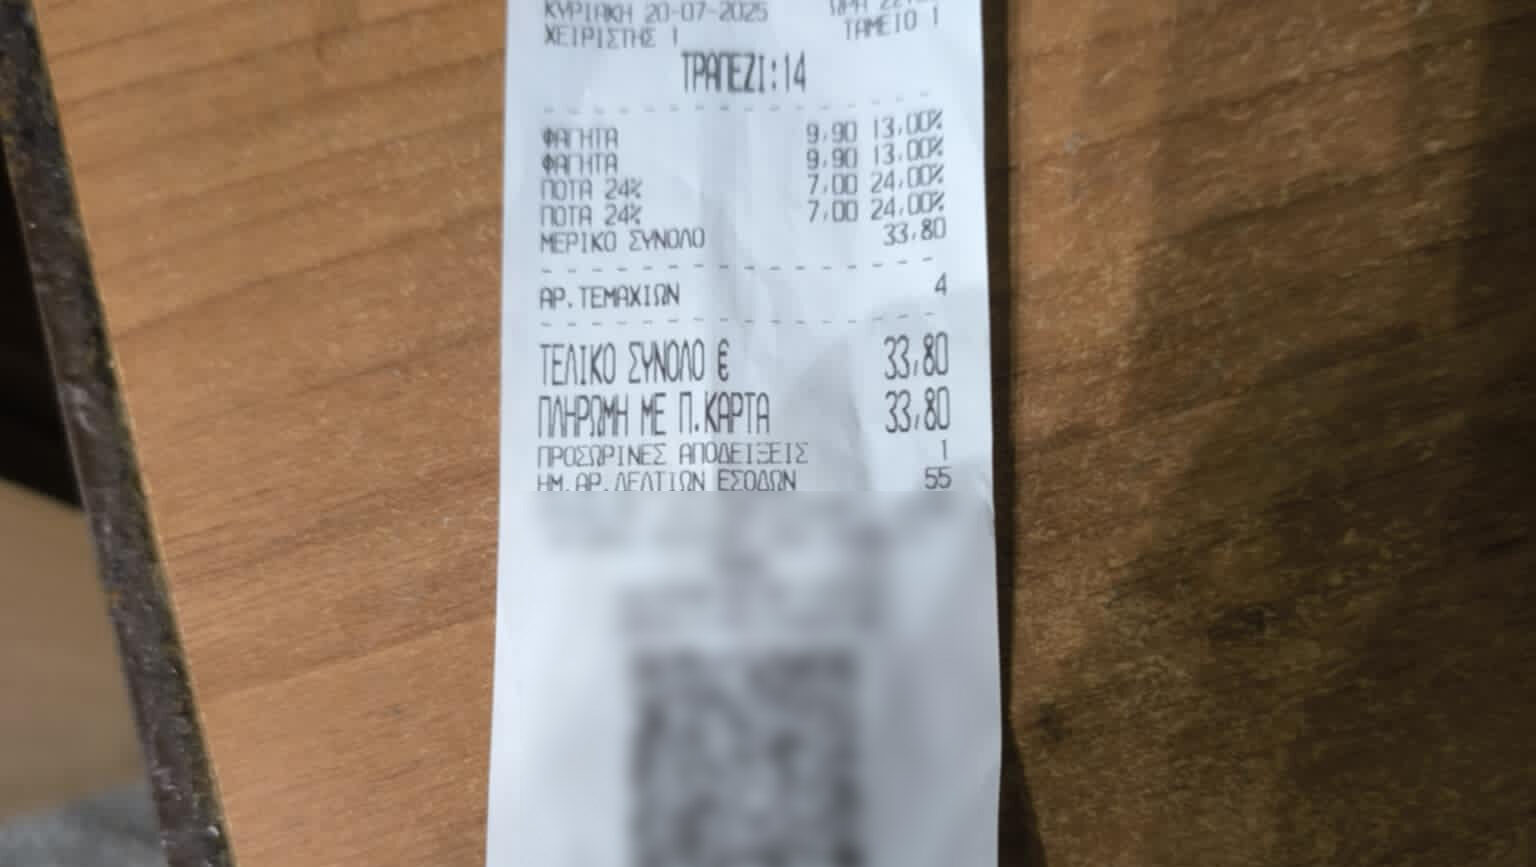 ΚΥΡΙΑΚΗ 20-07-2025 ΩΡΑ
ΧΕΙΡΙΣΤΗΣ 1 ΤΑΜΕΙΟ 1
ΤΡΑΠΕΖΙ:14
ΦΑΓΗΤΑ 9,90 13,00%
ΦΑΓΗΤΑ 9,90 13,00%
ΠΟΤΑ 24% 7,00 24,00%
ΠΟΤΑ 24% 7,00 24,00%
ΜΕΡΙΚΟ ΣΥΝΟΛΟ 33,80
ΑΡ.ΤΕΜΑΧΙΩΝ 4
ΤΕΛΙΚΟ ΣΥΝΟΛΟ € 33,80
ΠΛΗΡΩΜΗ ΜΕ Π.ΚΑΡΤΑ 33,80
ΠΡΟΣΩΡΙΝΕΣ ΑΠΟΔΕΙΞΕΙΣ 1
ΗΜ.ΑΡ.ΔΕΛΤΙΩΝ ΕΣΟΔΩΝ 55